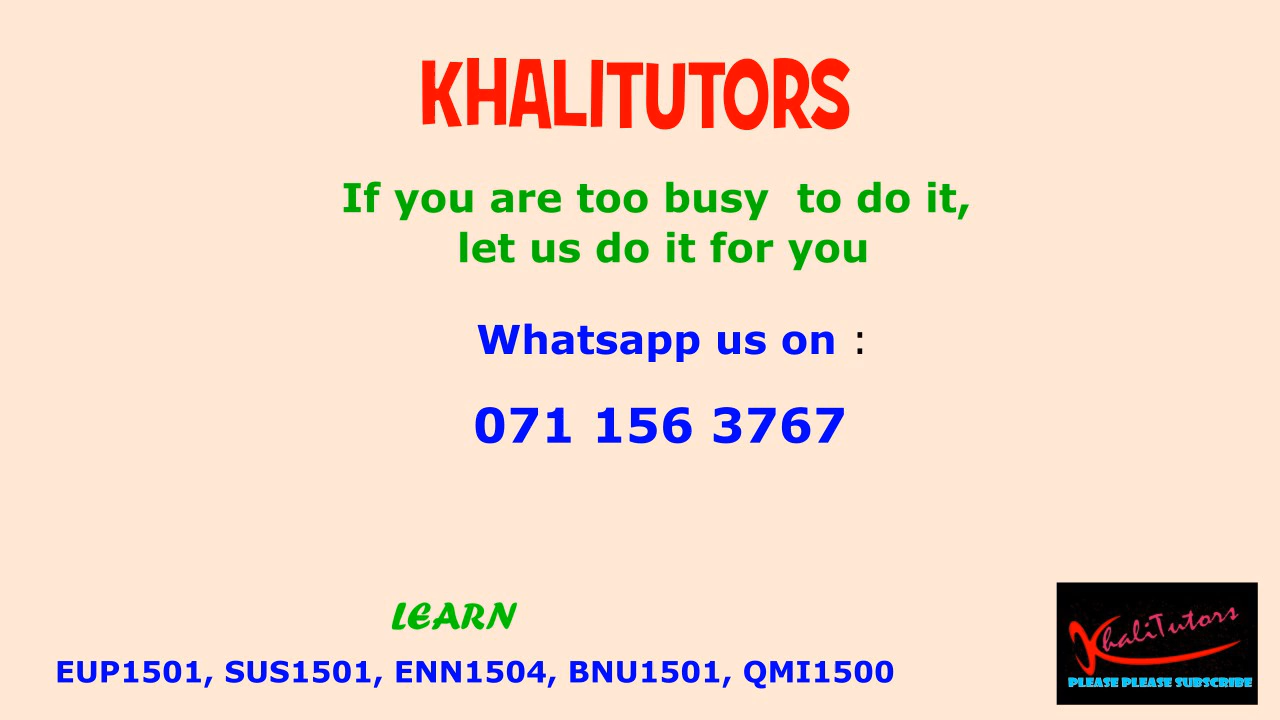 KHALITUTORS
If you are too busy  to do it,
let us do it for you
Whatsapp us on :
071 156 3767
LEARN
EUP1501, SUS1501, ENN1504, BNU1501, QMI1500
KhaliTutors
PLEASE PLEASE SUBSCRIBE